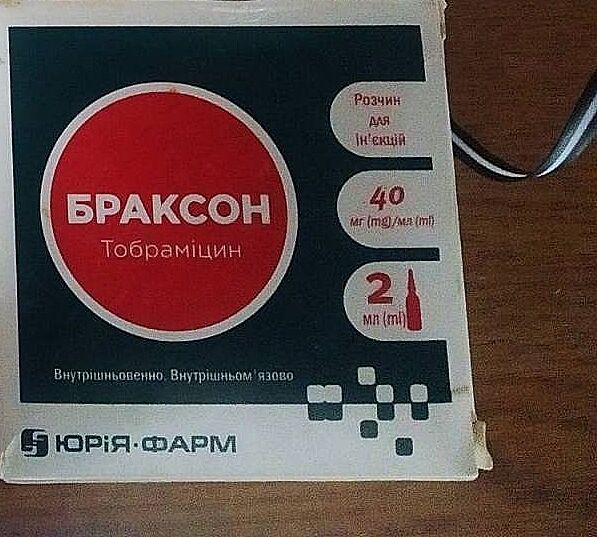 БРАКСОН
Тобраміцин
Розчин
для
ін'єкцій
40
мг (mg)/мл (ml)
2
мл (ml)
Внутрішньовенно. Внутрішньом'язово
ЮРіЯ·ФАРМ